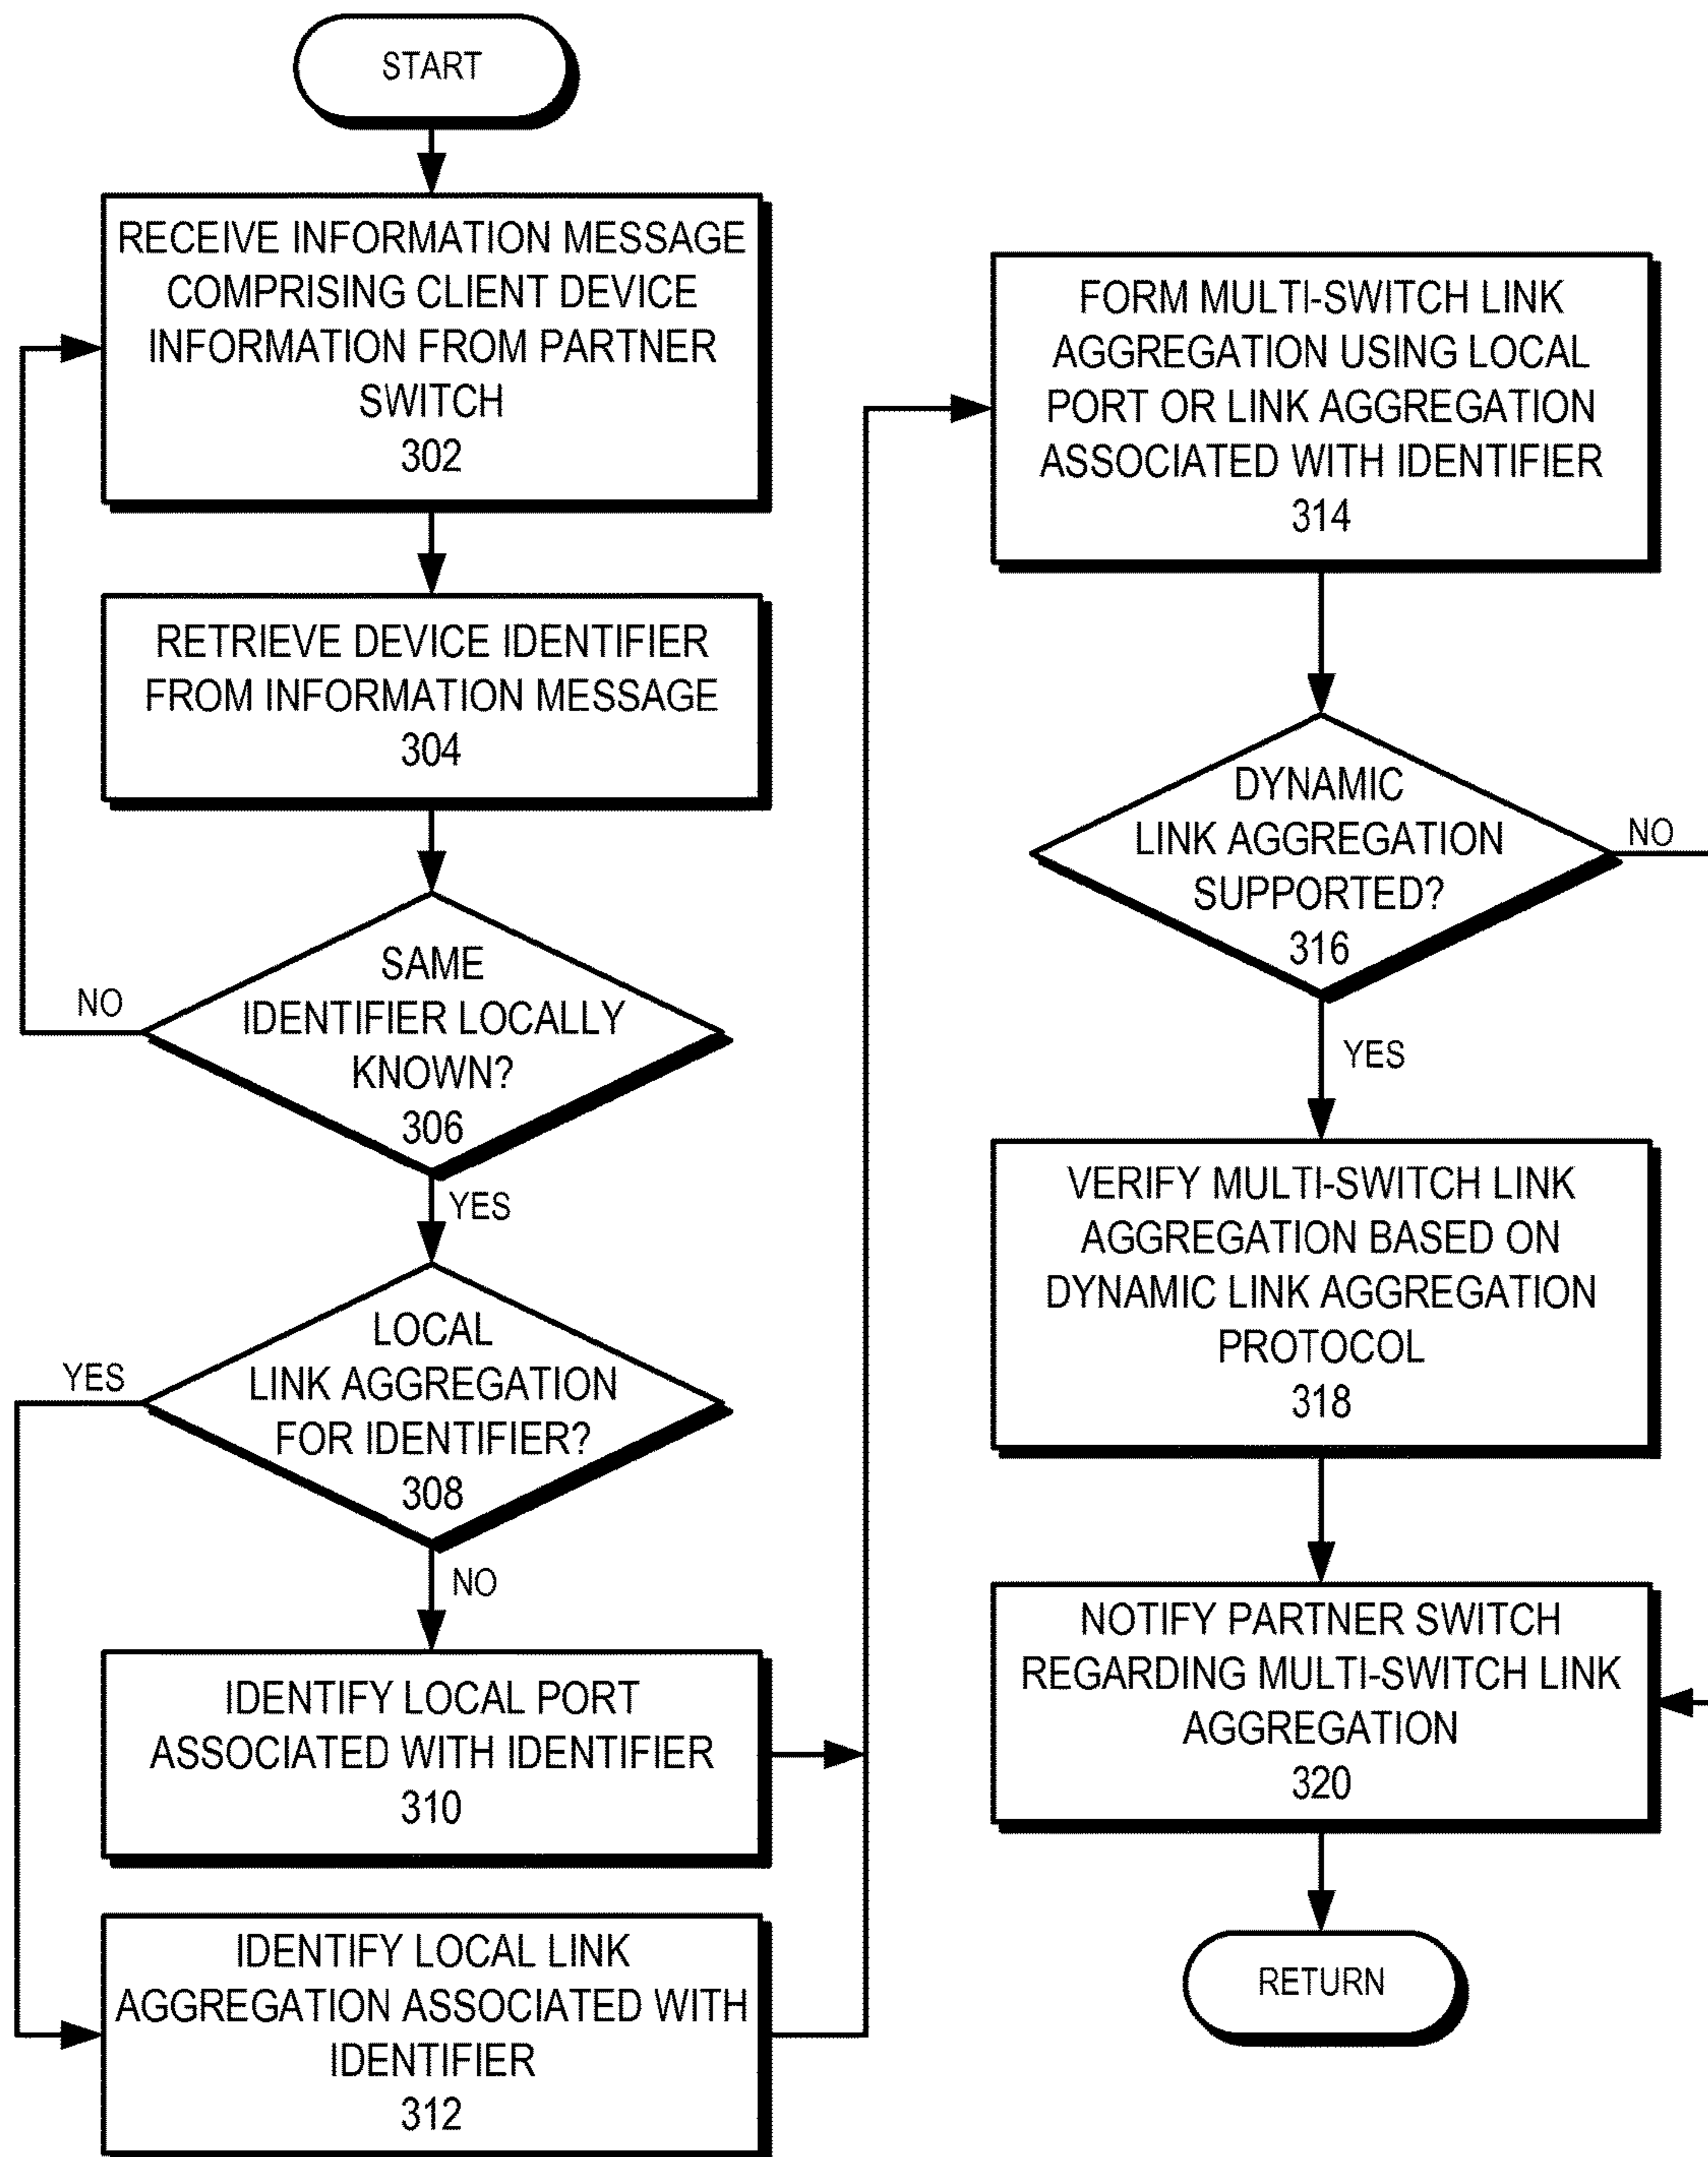 START
RECEIVE INFORMATION MESSAGE
COMPRISING CLIENT DEVICE
INFORMATION FROM PARTNER
SWITCH
302
RETRIEVE DEVICE IDENTIFIER
FROM INFORMATION MESSAGE
304
SAME
IDENTIFIER LOCALLY
KNOWN?
306
NO
YES
LOCAL
LINK AGGREGATION
FOR IDENTIFIER?
308
YES
NO
IDENTIFY LOCAL PORT
ASSOCIATED WITH IDENTIFIER
310
IDENTIFY LOCAL LINK
AGGREGATION ASSOCIATED WITH
IDENTIFIER
312
FORM MULTI-SWITCH LINK
AGGREGATION USING LOCAL
PORT OR LINK AGGREGATION
ASSOCIATED WITH IDENTIFIER
314
DYNAMIC
LINK AGGREGATION
SUPPORTED?
316
NO
YES
VERIFY MULTI-SWITCH LINK
AGGREGATION BASED ON
DYNAMIC LINK AGGREGATION
PROTOCOL
318
NOTIFY PARTNER SWITCH
REGARDING MULTI-SWITCH LINK
AGGREGATION
320
RETURN